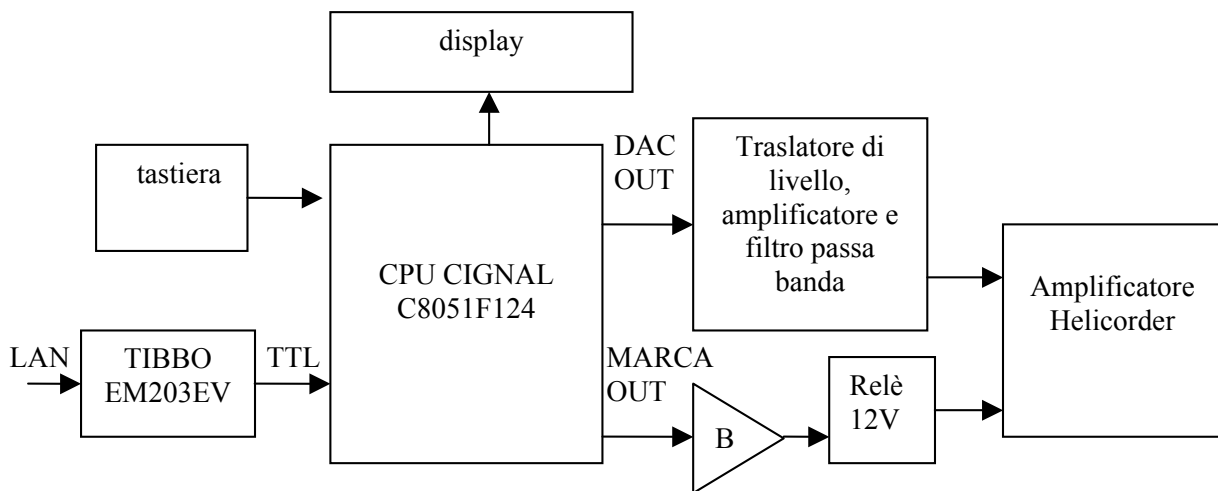 display
tastiera
CPU CIGNAL
C8051F124
DAC
OUT
Traslatore di
livello,
amplificatore e
filtro passa
banda
Amplificatore
Helicorder
LAN
TIBBO
EM203EV
TTL
MARCA
OUT
B
Relè
12V